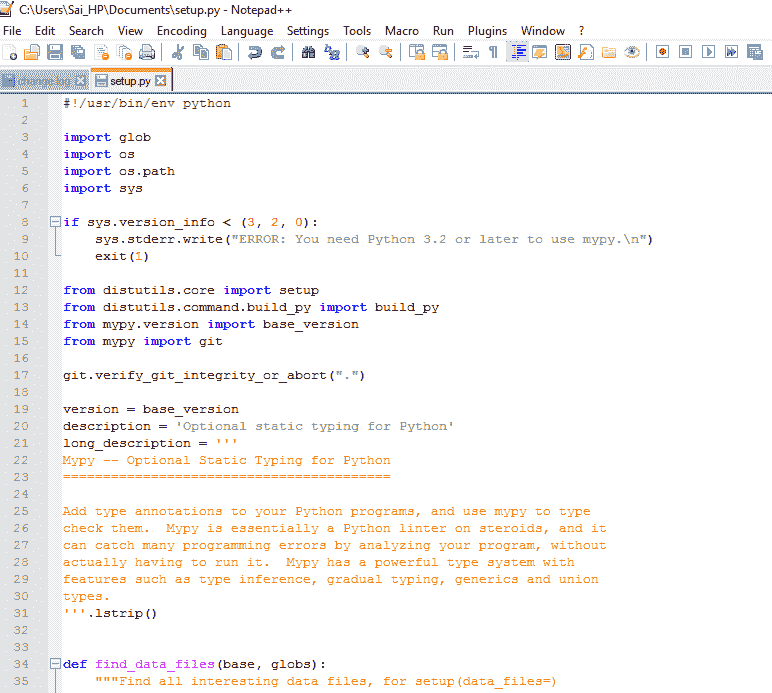 C:\Users\Sai_HP\Documents\setup.py - Notepad++
File Edit Search View Encoding Language Settings Tools Macro Run Plugins Window ?
change.log setup.py
1 #!/usr/bin/env python
2
3 import glob
4 import os
5 import os.path
6 import sys
7
8 if sys.version_info < (3, 2, 0):
9     sys.stderr.write("ERROR: You need Python 3.2 or later to use mypy.\n")
10     exit(1)
11
12 from distutils.core import setup
13 from distutils.command.build_py import build_py
14 from mypy.version import base_version
15 from mypy import git
16
17 git.verify_git_integrity_or_abort(".")
18
19 version = base_version
20 description = 'Optional static typing for Python'
21 long_description = '''
22 Mypy -- Optional Static Typing for Python
23 =========================================
24
25 Add type annotations to your Python programs, and use mypy to type
26 check them.  Mypy is essentially a Python linter on steroids, and it
27 can catch many programming errors by analyzing your program, without
28 actually having to run it.  Mypy has a powerful type system with
29 features such as type inference, gradual typing, generics and union
30 types.
31 '''.lstrip()
32
33
34 def find_data_files(base, globs):
35     """Find all interesting data files, for setup(data_files=)